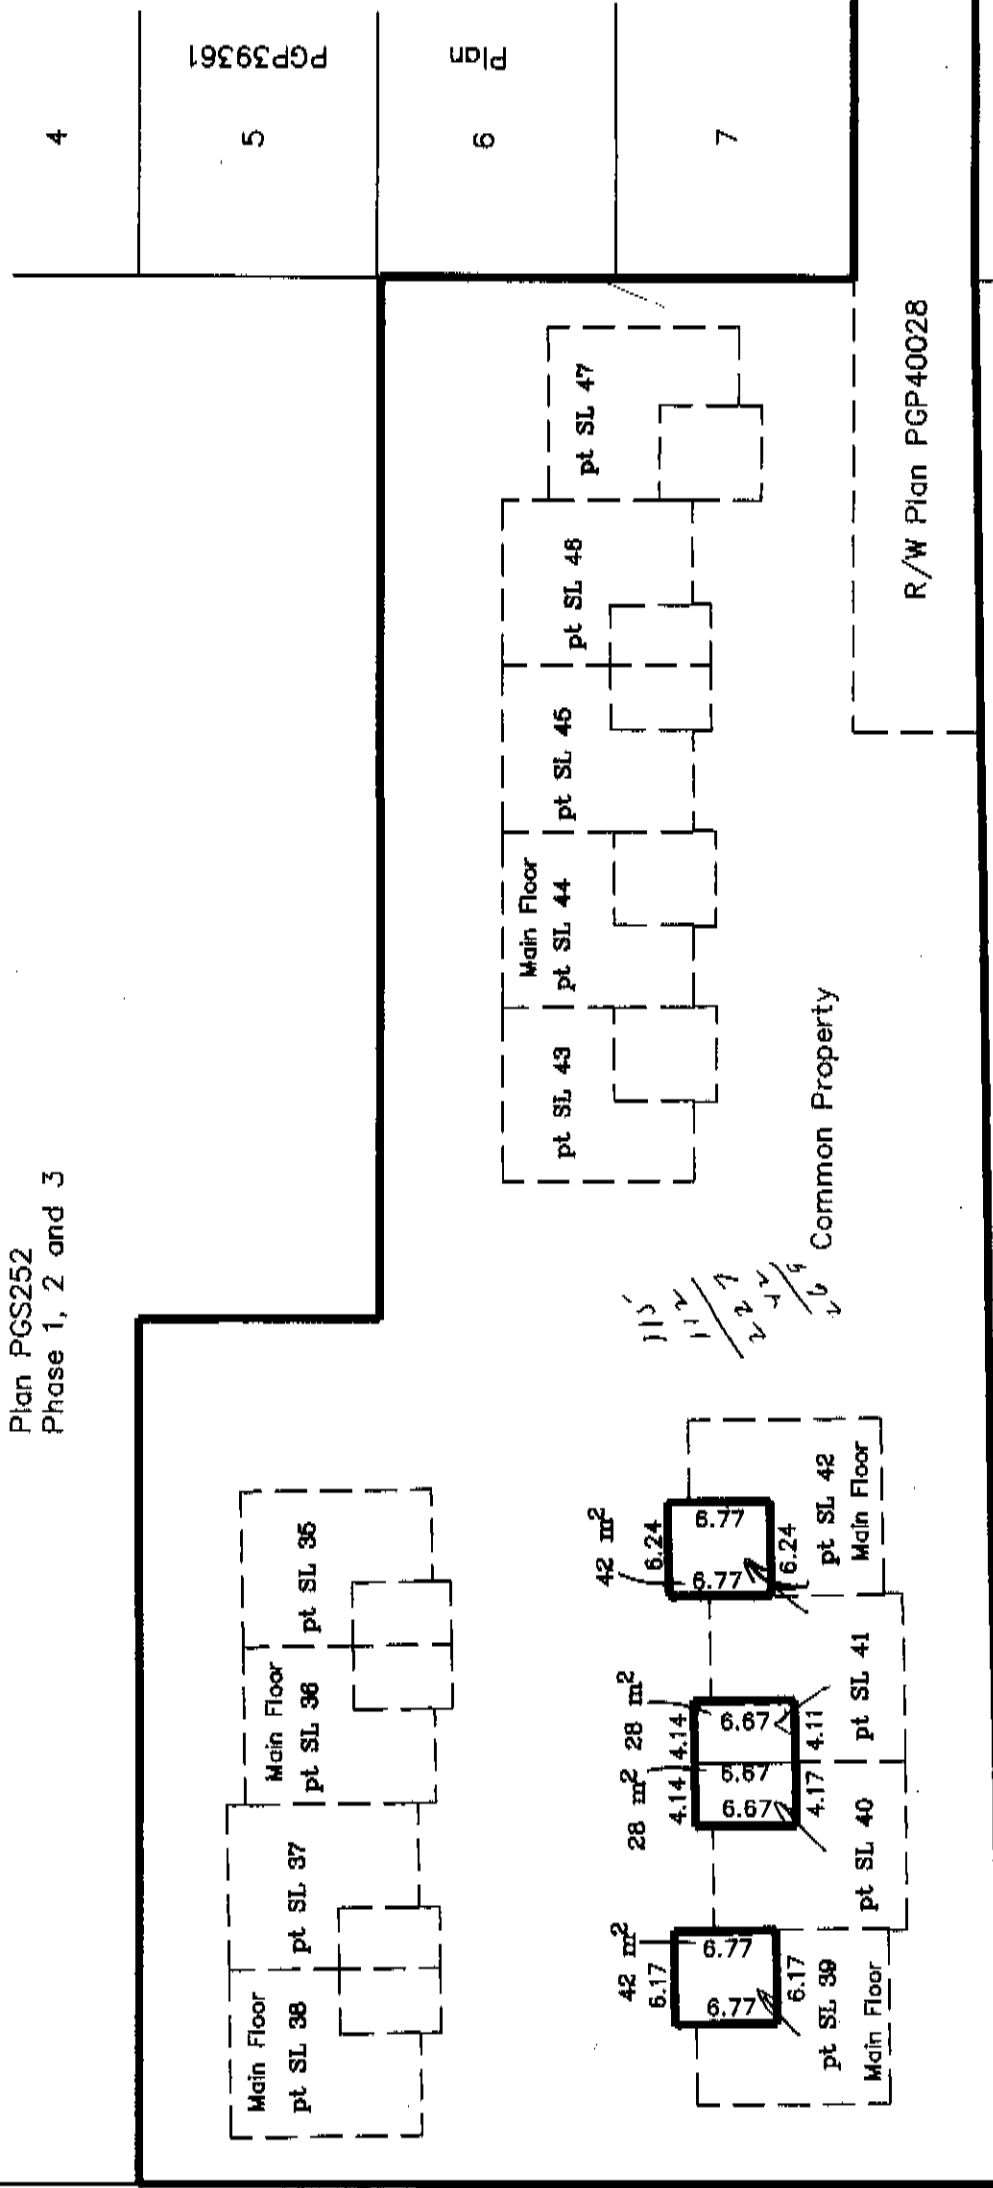 Plan PGS252
Phase 1, 2 and 3
4
5
PGP39361
6
Plan
7
R/W Plan PGP40028
pt SL 35
Main Floor
pt SL 36
pt SL 37
Main Floor
pt SL 38
pt SL 47
pt SL 46
pt SL 45
Main Floor
pt SL 44
pt SL 43
Common Property
115
112
227
42 m²
6.17
6.77
6.77
6.17
pt SL 39
Main Floor
28 m²
4.14
6.67
6.67
4.17
pt SL 40
28 m²
4.14
6.67
4.11
pt SL 41
42 m²
6.24
6.77
6.77
6.24
pt SL 42
Main Floor